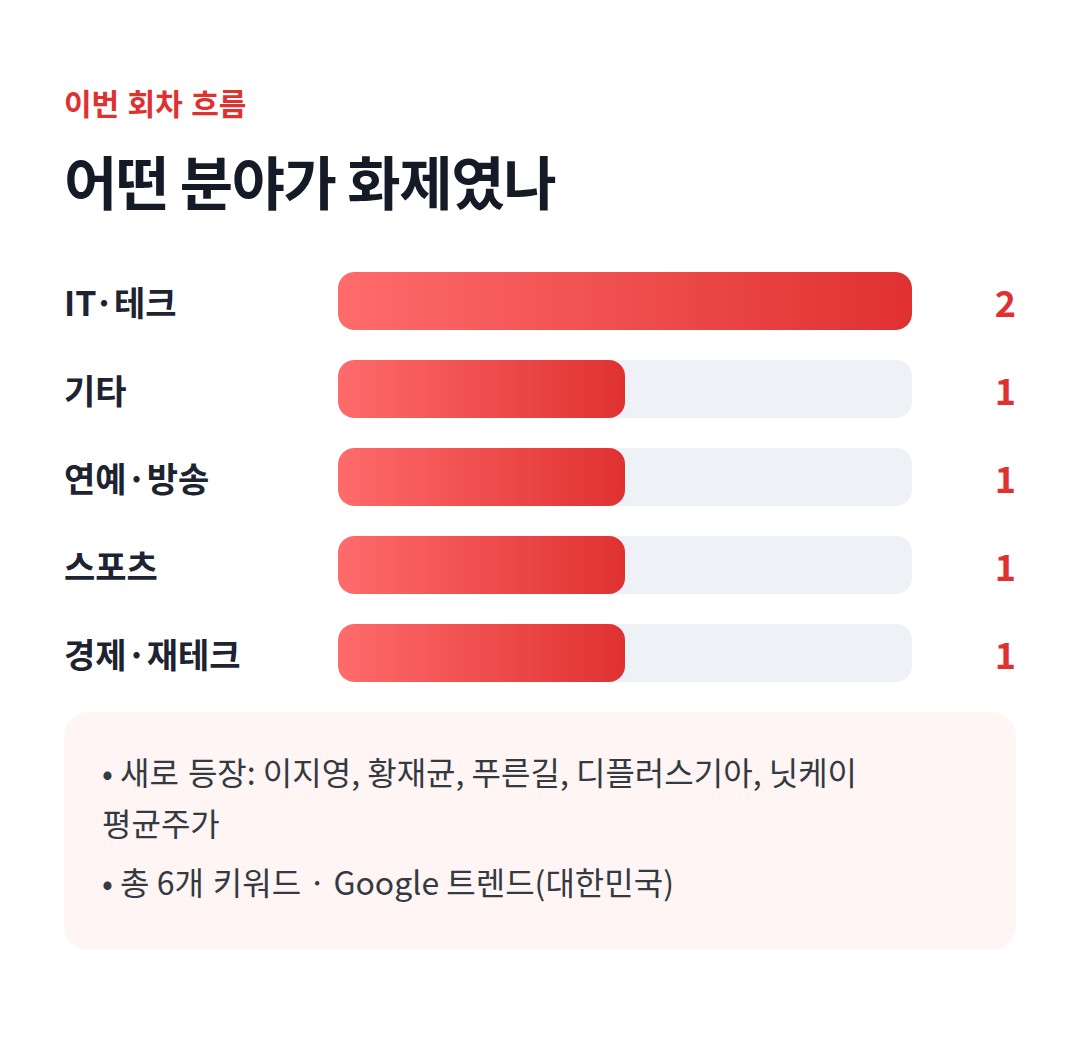 이번 회차 흐름
어떤 분야가 화제였나
IT·테크 2
기타 1
연예·방송 1
스포츠 1
경제·재테크 1
• 새로 등장: 이지영, 황재균, 푸른길, 디플러스기아, 닛케이
평균주가
• 총 6개 키워드 · Google 트렌드(대한민국)